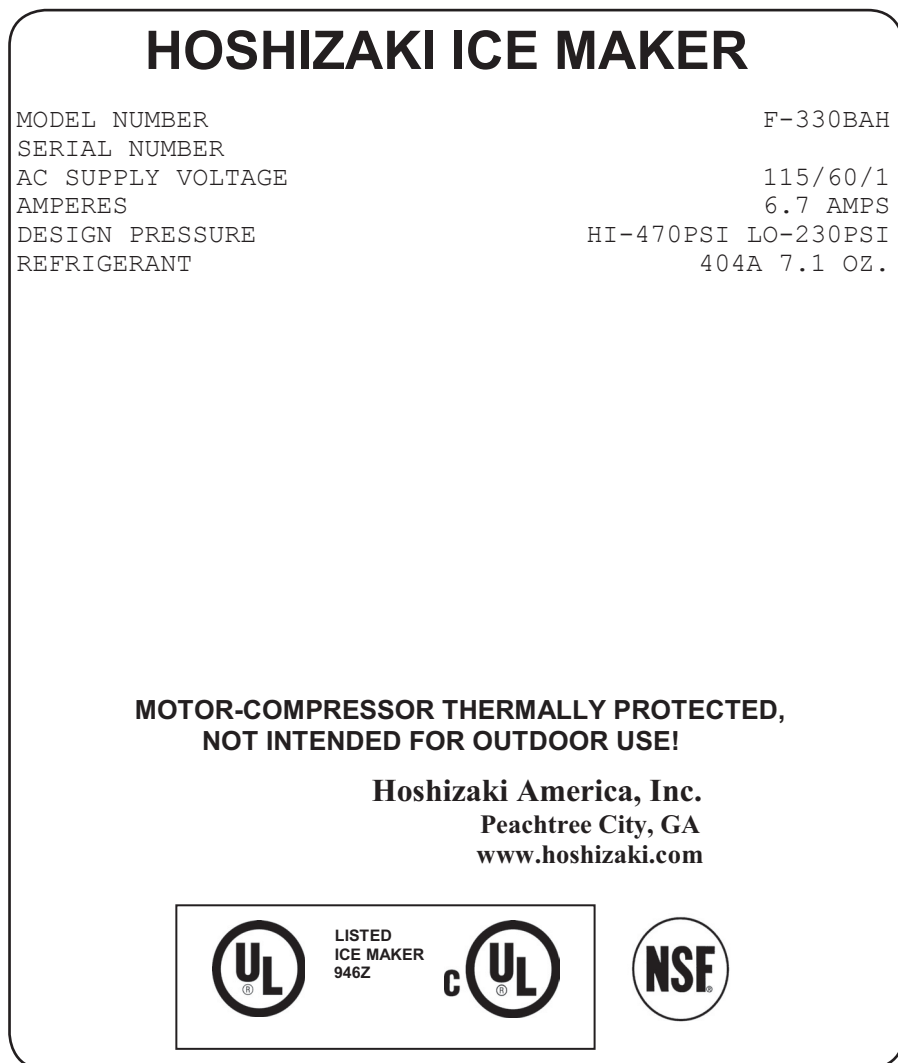 HOSHIZAKI ICE MAKER
MODEL NUMBER F-330BAH
SERIAL NUMBER
AC SUPPLY VOLTAGE 115/60/1
AMPERES 6.7 AMPS
DESIGN PRESSURE HI-470PSI LO-230PSI
REFRIGERANT 404A 7.1 OZ.
MOTOR-COMPRESSOR THERMALLY PROTECTED,
NOT INTENDED FOR OUTDOOR USE!
Hoshizaki America, Inc.
Peachtree City, GA
www.hoshizaki.com
UL ®
LISTED
ICE MAKER
946Z
C UL ®
NSF®